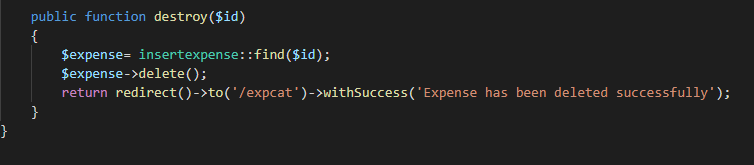 public function destroy($id)
{
$expense= insertexpense::find($id);
$expense->delete();
return redirect()->to('/expcat')->withSuccess('Expense has been deleted successfully');
}
}